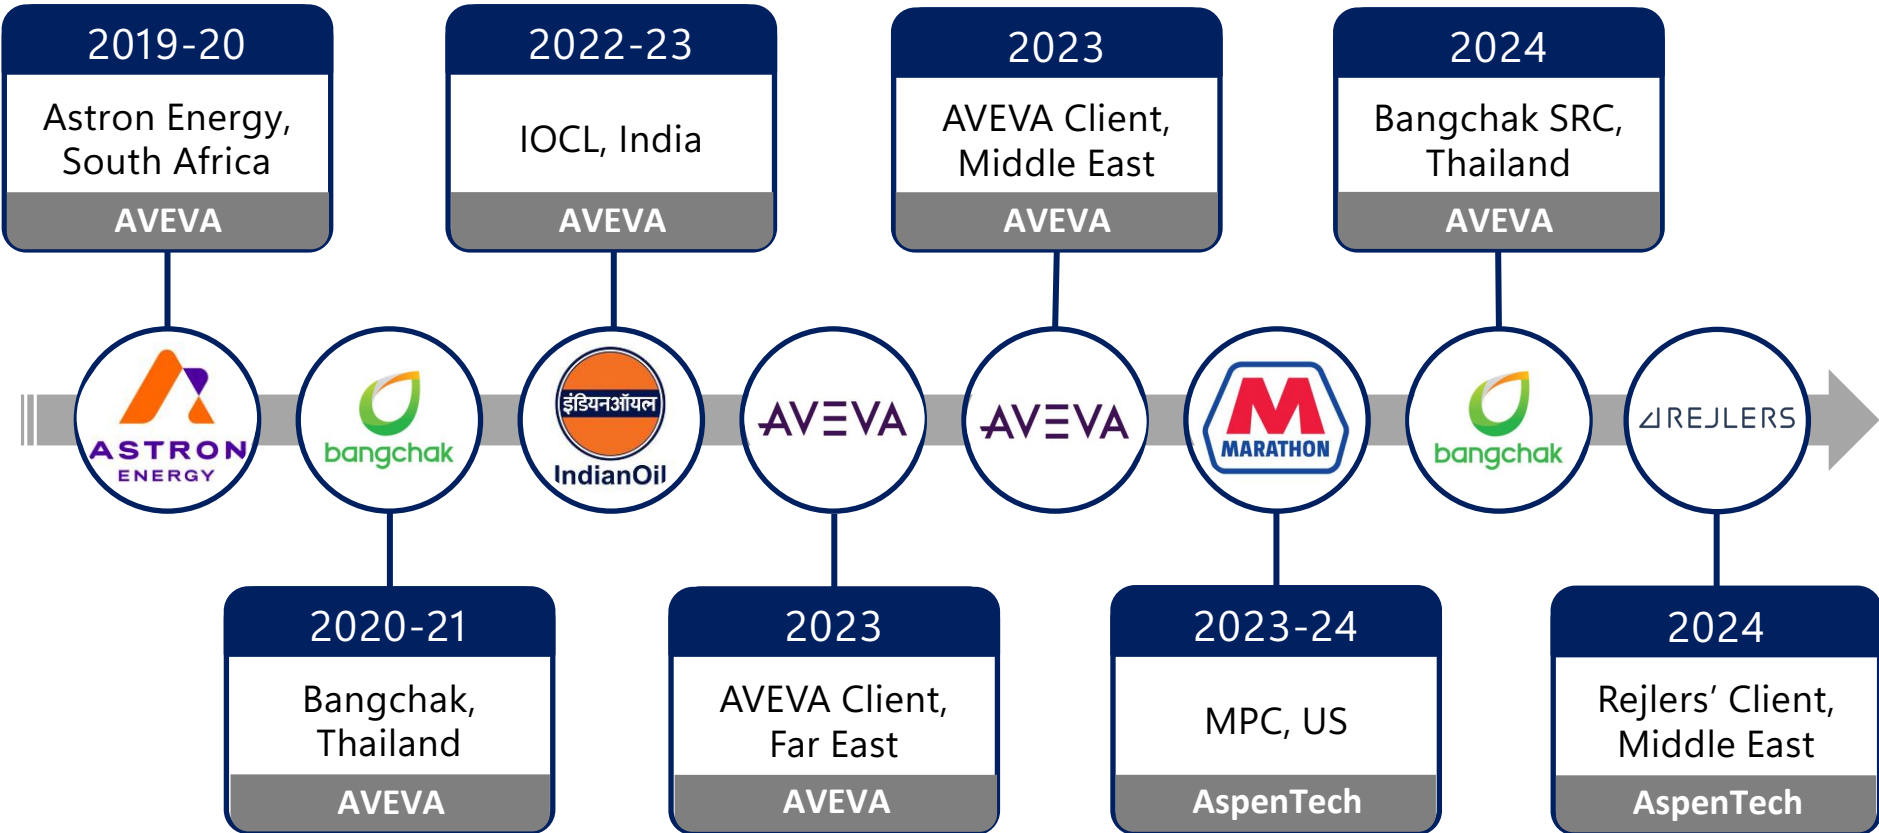 2019-20
Astron Energy,
South Africa
AVEVA
2022-23
IOCL, India
AVEVA
2023
AVEVA Client,
Middle East
AVEVA
2024
Bangchak SRC,
Thailand
AVEVA
ASTRON
ENERGY
bangchak
इंडियनऑयल
IndianOil
AVEVA
AVEVA
M
MARATHON
bangchak
REJLERS
2020-21
Bangchak,
Thailand
AVEVA
2023
AVEVA Client,
Far East
AVEVA
2023-24
MPC, US
AspenTech
2024
Rejlers’ Client,
Middle East
AspenTech